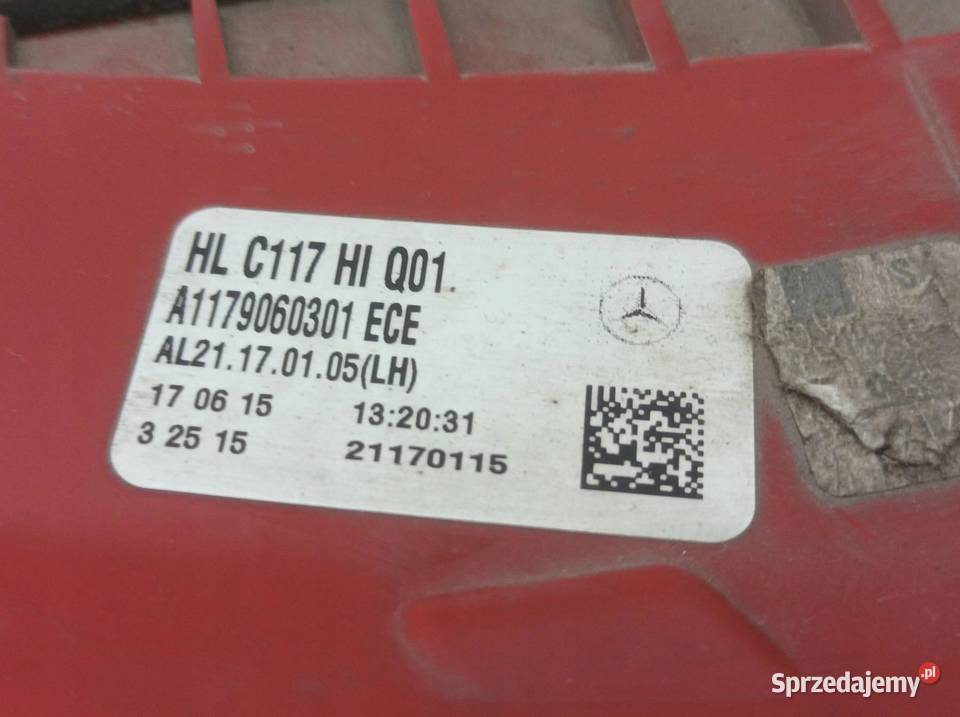 HL C117 HI Q01
A1179060301 ECE
AL21.17.01.05(LH)
17 06 15 13:20:31
3 25 15 21170115
Sprzedajemy.pl